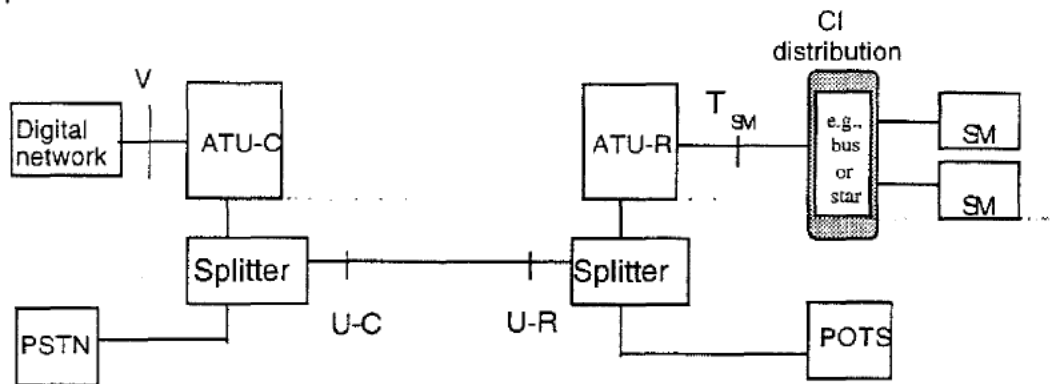 CI
distribution
V
Digital
network
ATU-C
ATU-R
T SM
e.g.,
bus
or
star
SM
SM
Splitter
Splitter
U-C
U-R
PSTN
POTS